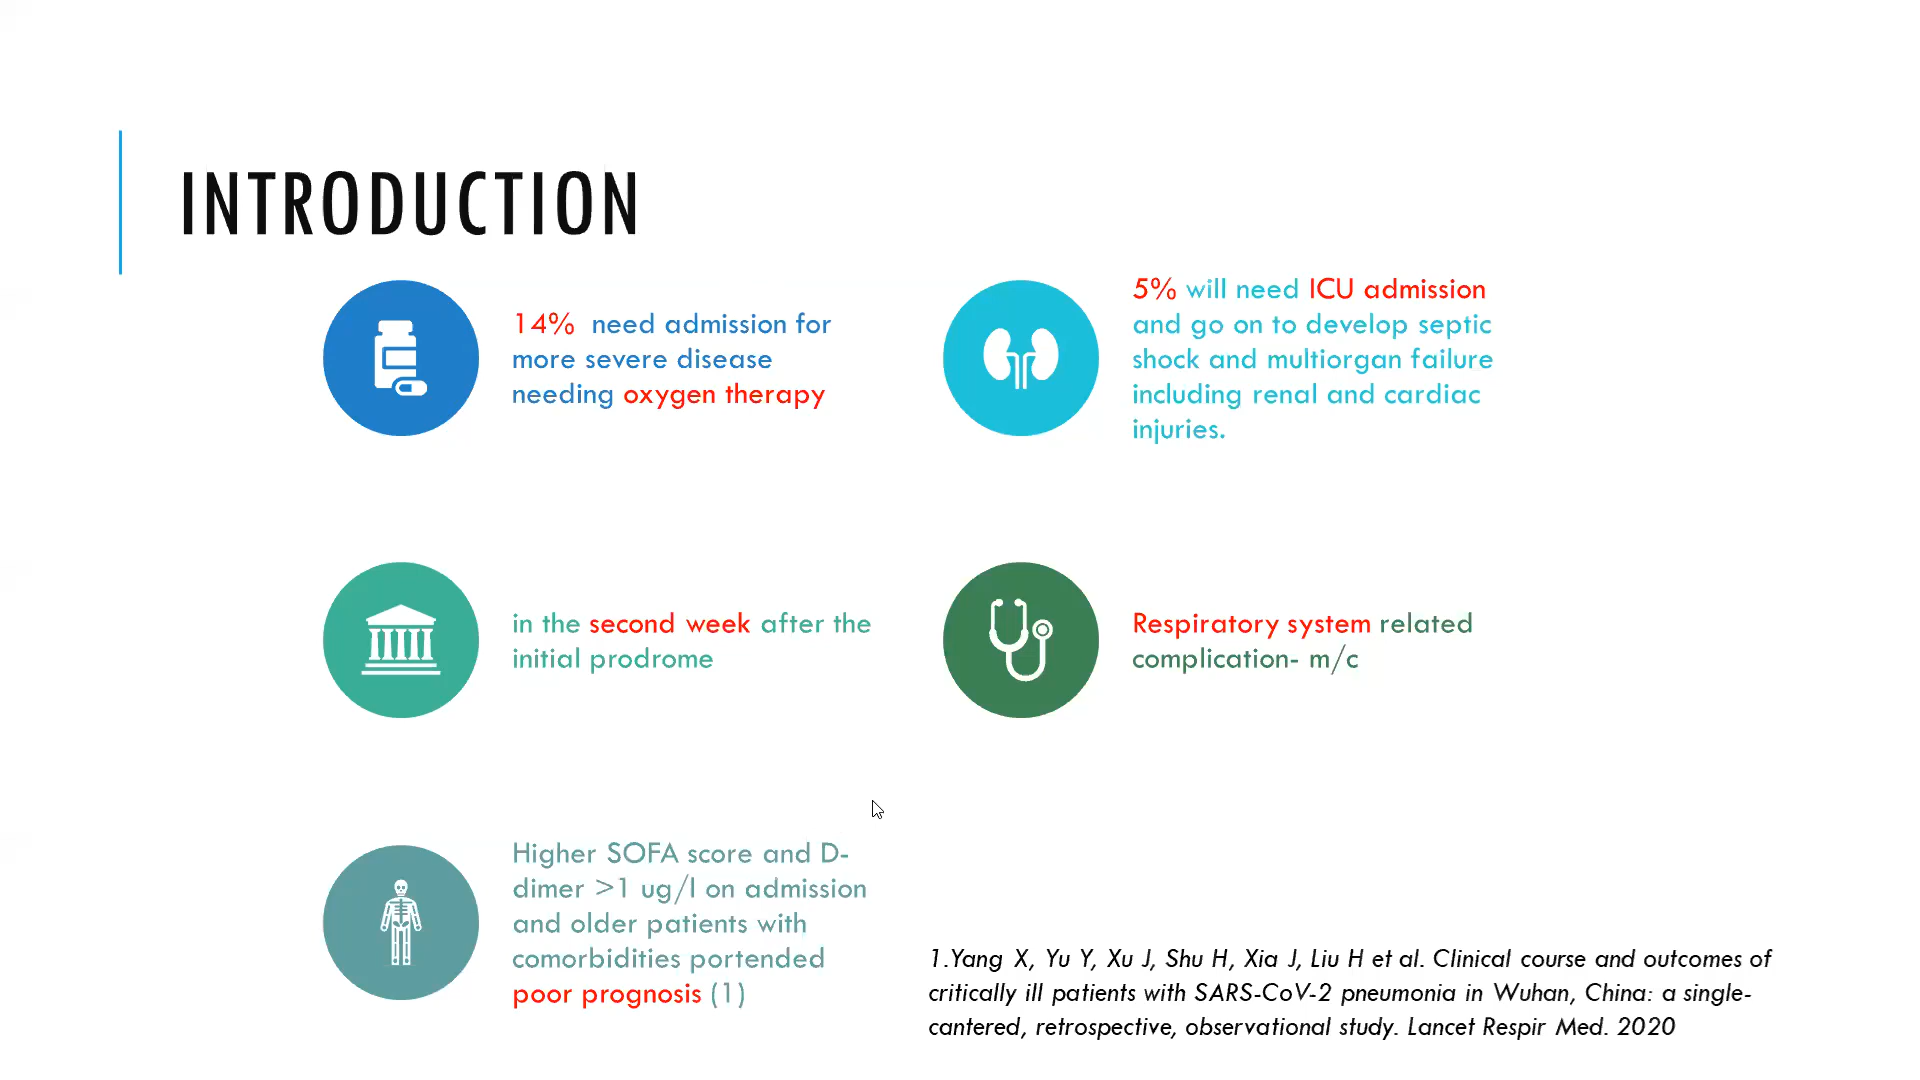 INTRODUCTION
14% need admission for
more severe disease
needing oxygen therapy
5% will need ICU admission
and go on to develop septic
shock and multiorgan failure
including renal and cardiac
injuries.
in the second week after the
initial prodrome
Respiratory system related
complication- m/c
Higher SOFA score and D-
dimer >1 ug/l on admission
and older patients with
comorbidities portended
poor prognosis (1)
1.Yang X, Yu Y, Xu J, Shu H, Xia J, Liu H et al. Clinical course and outcomes of
critically ill patients with SARS-CoV-2 pneumonia in Wuhan, China: a single-
cantered, retrospective, observational study. Lancet Respir Med. 2020